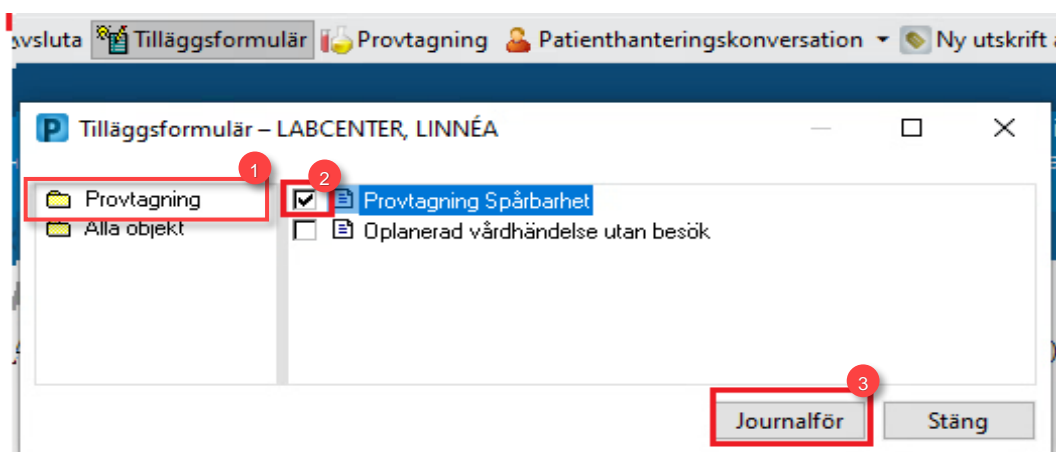 Avsluta Tilläggsformulär Provtagning Patienthanteringskonversation Ny utskrift
P Tilläggsformulär – LABCENTER, LINNÉA
1
2
Provtagning Provtagning Spårbarhet
Alla objekt Oplanerad vårdhändelse utan besök
3
Journalför Stäng